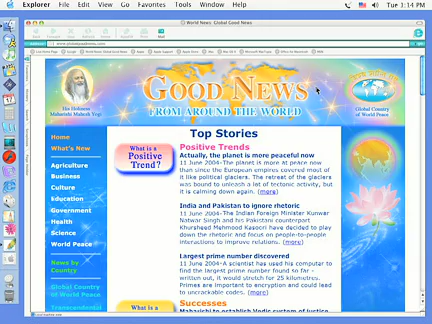 Explorer File Edit View Go Favorites Tools Window Help
Tue 1:14 PM
World News: Global Good News
GOOD NEWS
FROM AROUND THE WORLD
His Holiness
Maharishi Mahesh Yogi
Global Country
of World Peace
Home
What's New
Agriculture
Business
Culture
Education
Government
Health
Science
World Peace
News by
Country
Global Country
of World Peace
Transcendental
What is a
Positive
Trend?
What is a
Top Stories
Positive Trends
Actually, the planet is more peaceful now
11 June 2004-The planet is more at peace now
than since the European empires covered most of
it like political glaciers. The retreat of the glaciers
was bound to unleash a lot of tectonic activity, but
it is calming down again. (more)
India and Pakistan to ignore rhetoric
11 June 2004-The Indian Foreign Minister Kunwar
Natwar Singh and his Pakistani counterpart
Khursheed Mehmood Kasoori have decided to play
down the rhetoric and focus on people-to-people
interactions to improve relations. (more)
Largest prime number discovered
11 June 2004-A scientist has used his computer to
find the largest prime number found so far -
written out, it would stretch for 25 kilometres.
Primes are important to encryption and could lead
to uncrackable codes. (more)
Successes
Maharishi to establish Vedic system of justice